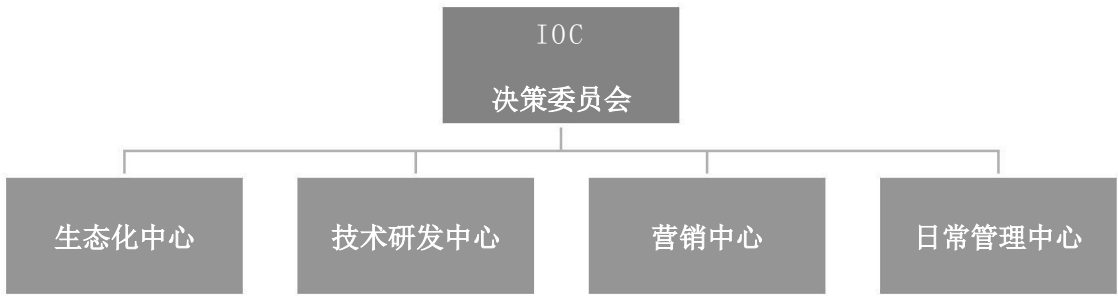 IOC
决策委员会
生态化中心
技术研发中心
营销中心
日常管理中心